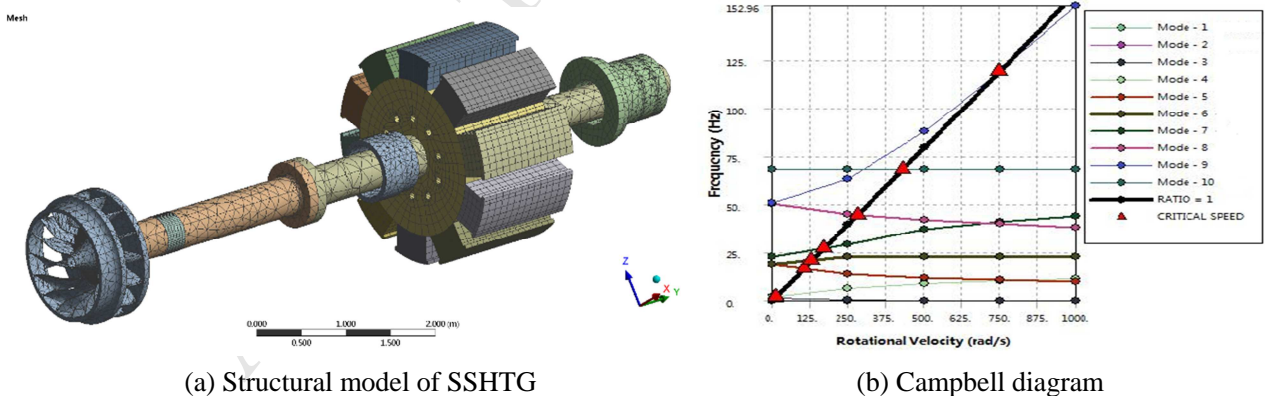 Mesh
Z
X
Y
0.000
1.000
2.000 (m)
0.500
1.500
(a) Structural model of SSHTG
152.96
125.
100.
75.
50.
25.
0.
Frequency (Hz)
0.
125.
250.
375.
500.
625.
750.
875.
1000.
Rotational Velocity (rad/s)
Mode - 1
Mode - 2
Mode - 3
Mode - 4
Mode - 5
Mode - 6
Mode - 7
Mode - 8
Mode - 9
Mode - 10
RATIO = 1
CRITICAL SPEED
(b) Campbell diagram